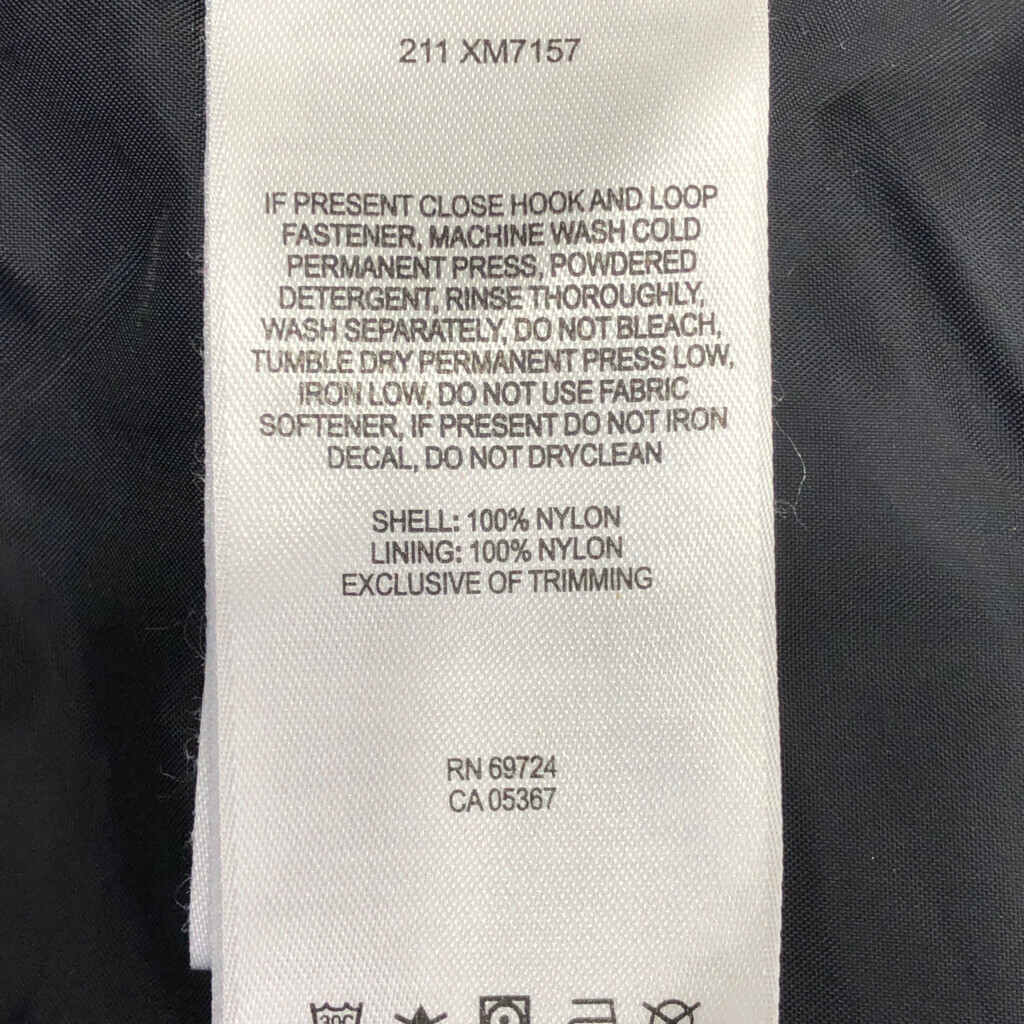 211 XM7157
IF PRESENT CLOSE HOOK AND LOOP
FASTENER, MACHINE WASH COLD
PERMANENT PRESS, POWDERED
DETERGENT, RINSE THOROUGHLY,
WASH SEPARATELY, DO NOT BLEACH,
TUMBLE DRY PERMANENT PRESS LOW,
IRON LOW, DO NOT USE FABRIC
SOFTENER, IF PRESENT DO NOT IRON
DECAL, DO NOT DRYCLEAN
SHELL: 100% NYLON
LINING: 100% NYLON
EXCLUSIVE OF TRIMMING
RN 69724
CA 05367
30C